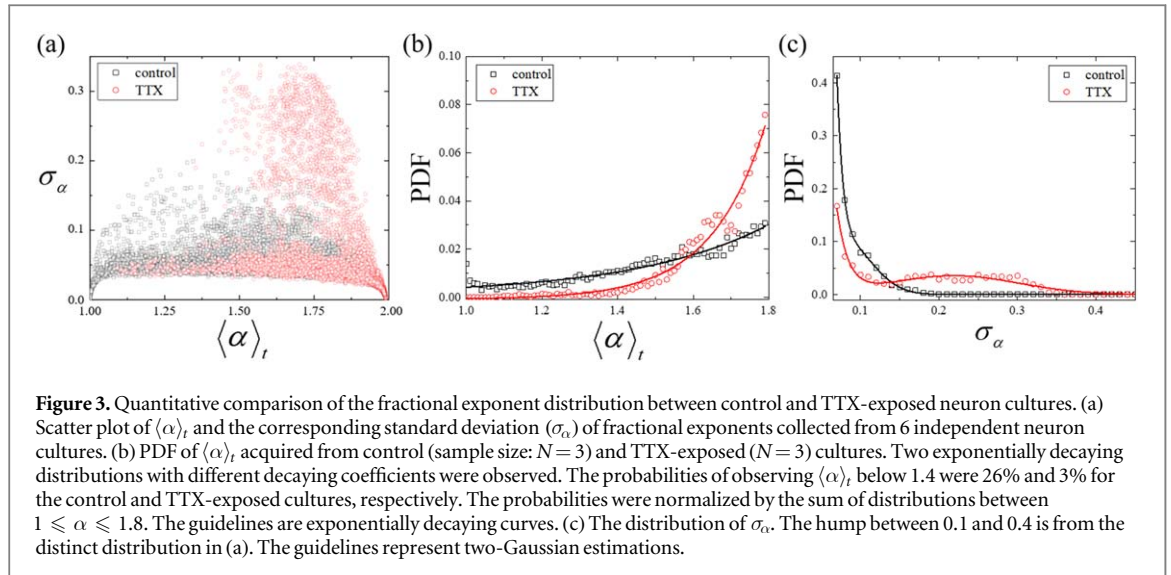 (a)
(b)
(c)
control
TTX
0.3
0.2
0.1
0.0
σα
1.00
1.25
1.50
1.75
2.00
⟨α⟩t
0.10
0.08
0.06
0.04
0.02
0.00
PDF
control
TTX
1.0
1.2
1.4
1.6
1.8
⟨α⟩t
0.4
0.3
0.2
0.1
0.0
PDF
control
TTX
0.1
0.2
0.3
0.4
σα
Figure 3. Quantitative comparison of the fractional exponent distribution between control and TTX-exposed neuron cultures. (a)
Scatter plot of ⟨α⟩t and the corresponding standard deviation (σα) of fractional exponents collected from 6 independent neuron
cultures. (b) PDF of ⟨α⟩t acquired from control (sample size: N = 3) and TTX-exposed (N = 3) cultures. Two exponentially decaying
distributions with different decaying coefficients were observed. The probabilities of observing ⟨α⟩t below 1.4 were 26% and 3% for
the control and TTX-exposed cultures, respectively. The probabilities were normalized by the sum of distributions between
1 ⩽ α ⩽ 1.8. The guidelines are exponentially decaying curves. (c) The distribution of σα. The hump between 0.1 and 0.4 is from the
distinct distribution in (a). The guidelines represent two-Gaussian estimations.